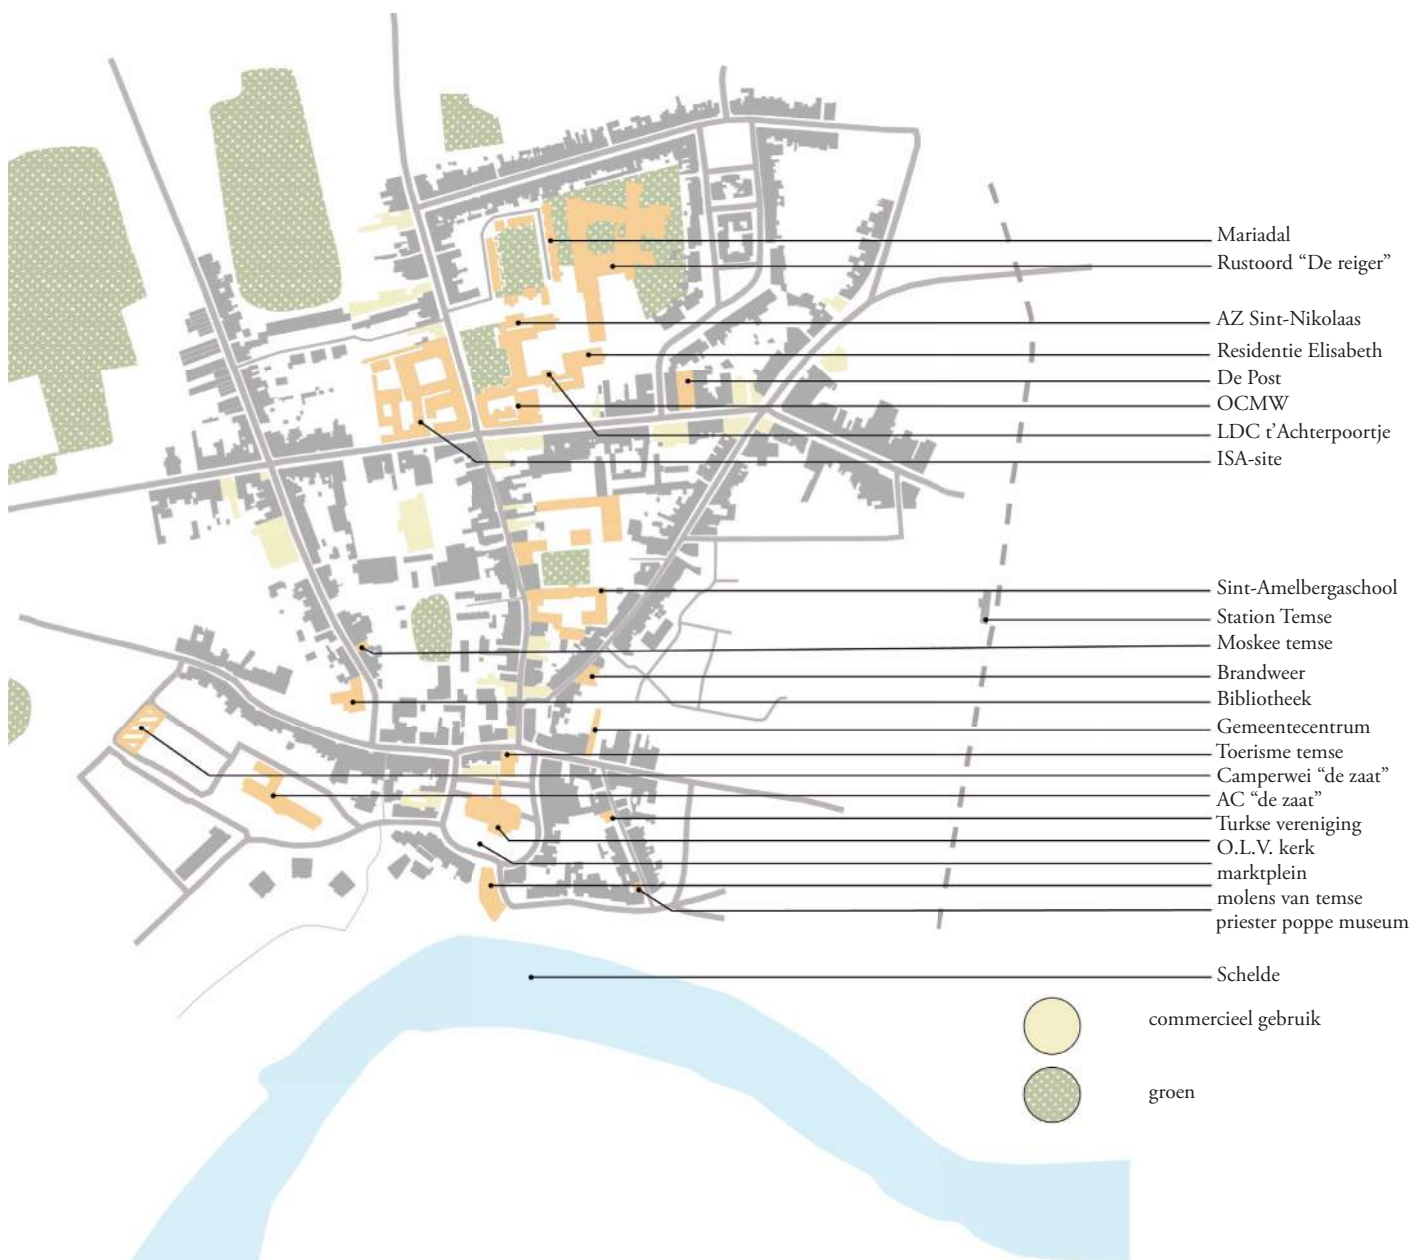 Mariadal
Rustoord “De reiger”
AZ Sint-Nikolaas
Residentie Elisabeth
De Post
OCMW
LDC t’Achterpoortje
ISA-site
Sint-Amelbergaschool
Station Temse
Moskee temse
Brandweer
Bibliotheek
Gemeentecentrum
Toerisme temse
Camperwei “de zaat”
AC “de zaat”
Turkse vereniging
O.L.V. kerk
marktplein
molens van temse
priester poppe museum
Schelde
commercieel gebruik
groen